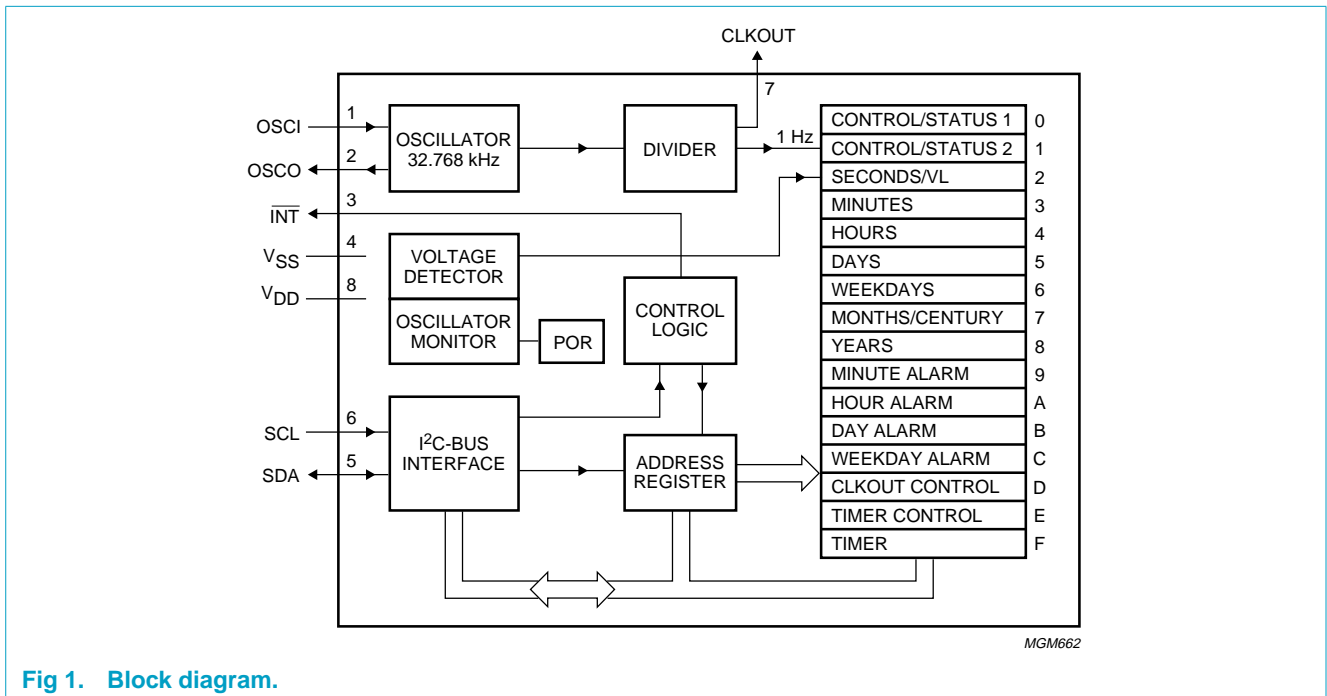 CLKOUT
7
OSCI
1
OSCILLATOR
32.768 kHz
DIVIDER
1 Hz
OSCO
2
INT
3
VSS
4
VDD
8
VOLTAGE
DETECTOR
OSCILLATOR
MONITOR
POR
CONTROL
LOGIC
SCL
6
SDA
5
I2C-BUS
INTERFACE
ADDRESS
REGISTER
CONTROL/STATUS 1 0
CONTROL/STATUS 2 1
SECONDS/VL 2
MINUTES 3
HOURS 4
DAYS 5
WEEKDAYS 6
MONTHS/CENTURY 7
YEARS 8
MINUTE ALARM 9
HOUR ALARM A
DAY ALARM B
WEEKDAY ALARM C
CLKOUT CONTROL D
TIMER CONTROL E
TIMER F
MGM662
Fig 1. Block diagram.